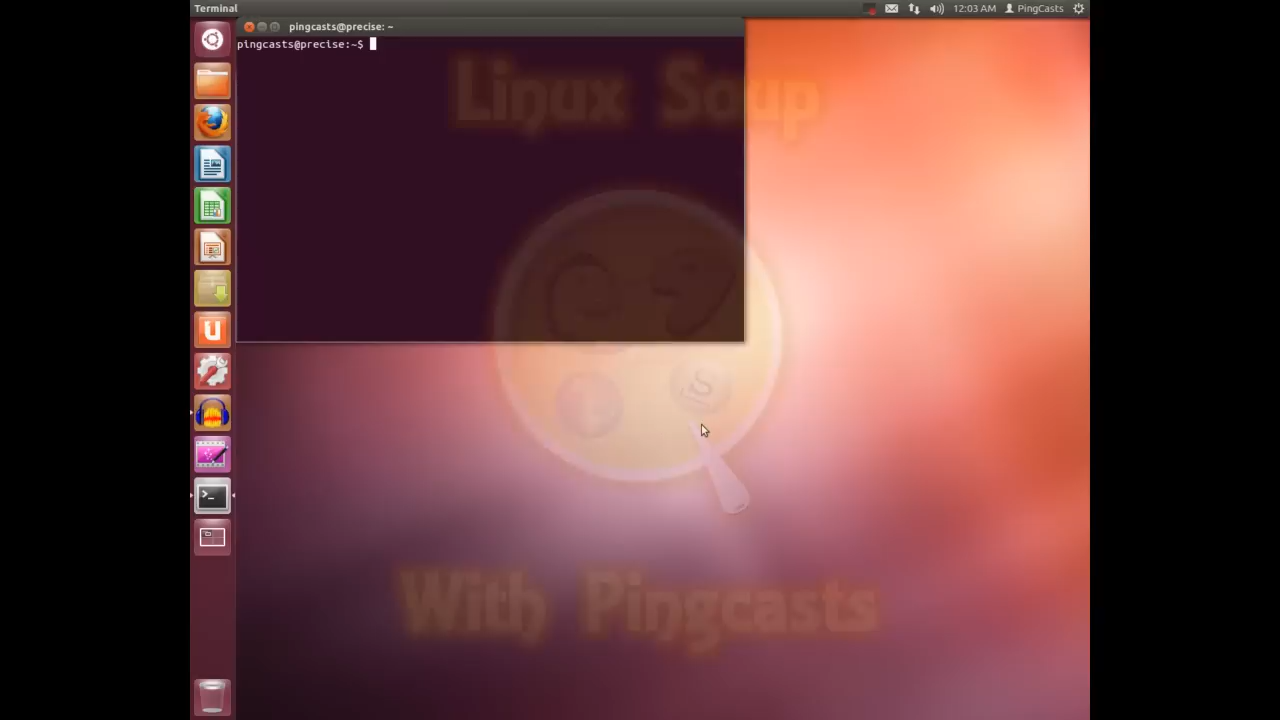 Terminal
12:03 AM
PingCasts
pingcasts@precise: ~
pingcasts@precise:~$
Linux Soup
With Pingcasts